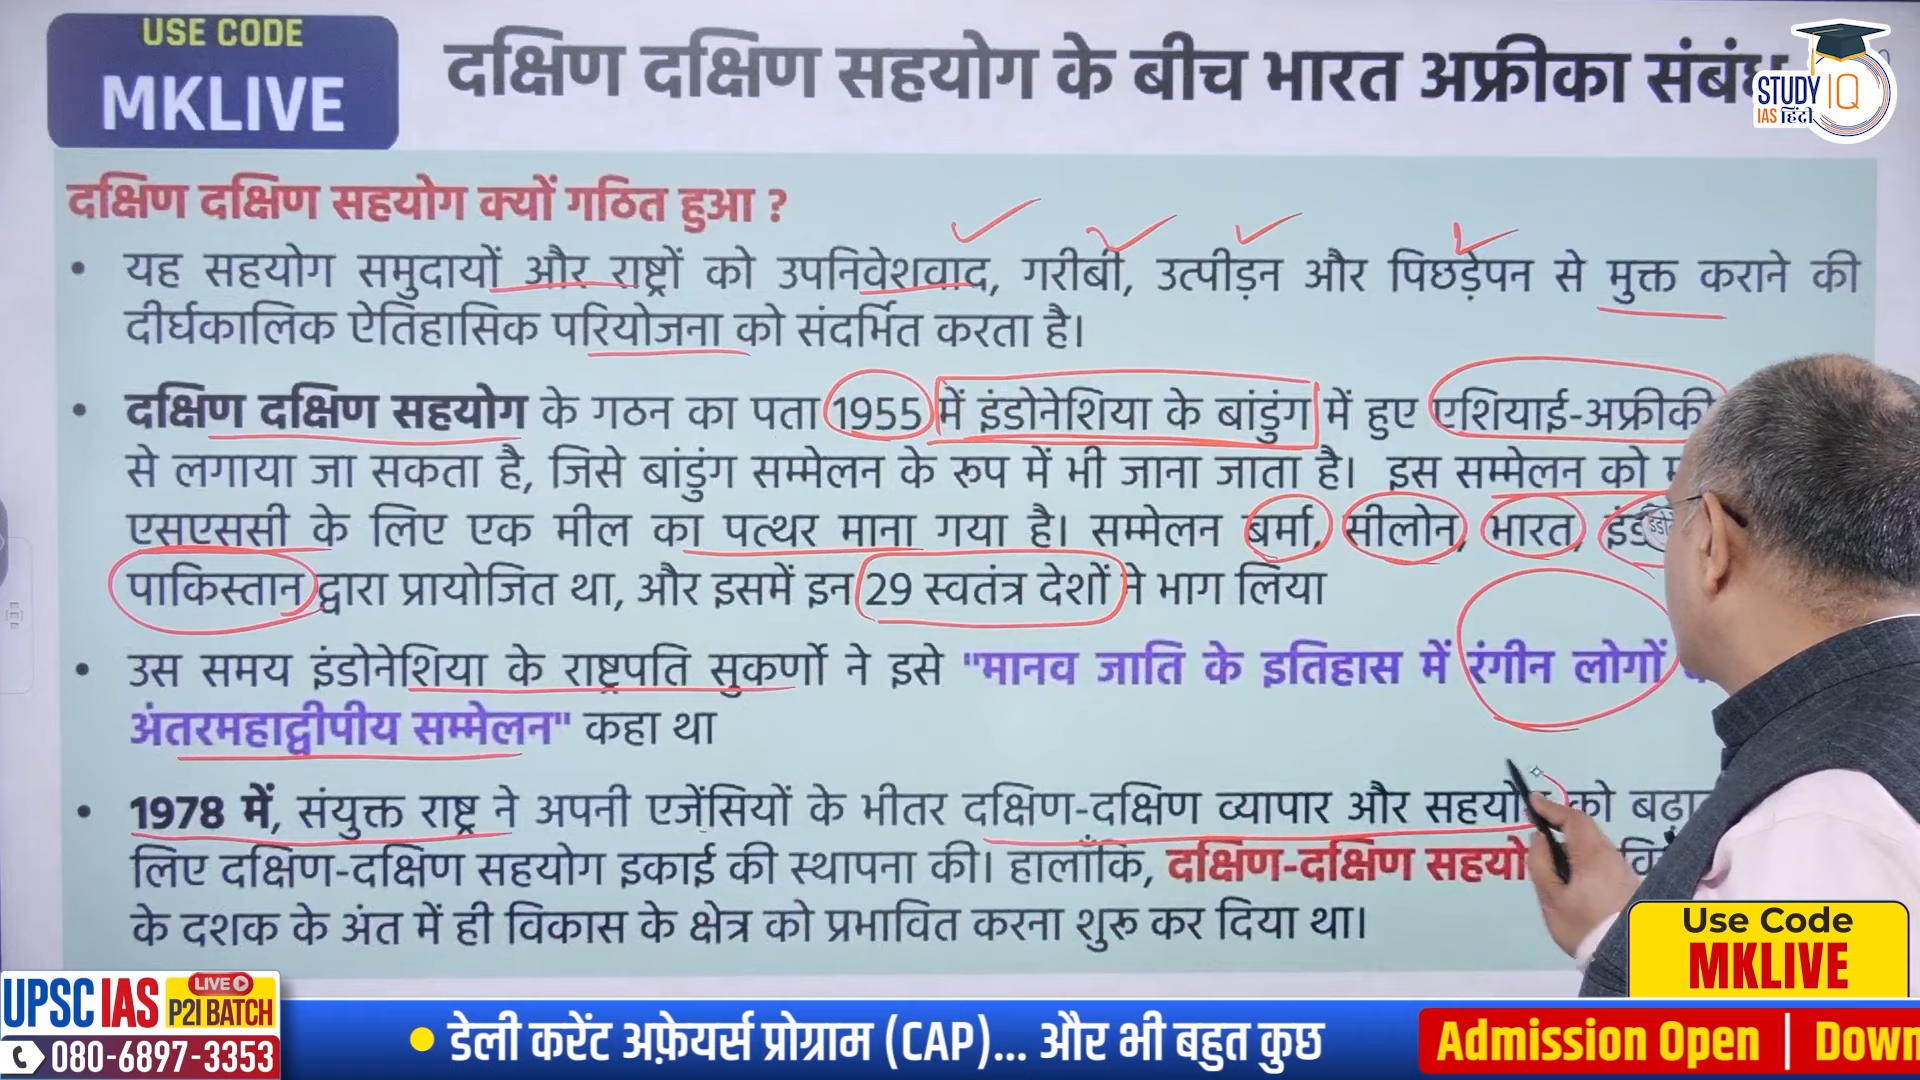 USE CODE
MKLIVE
दक्षिण दक्षिण सहयोग के बीच भारत अफ्रीका
STUDY IQ
IAS हिंदी
दक्षिण दक्षिण सहयोग क्यों गठित हुआ ?
• यह सहयोग समुदायों और राष्ट्रों को उपनिवेशवाद, गरीबी, उत्पीड़न और पिछड़ेपन से मुक्त कराने की
दीर्घकालिक ऐतिहासिक परियोजना को संदर्भित करता है।
• दक्षिण दक्षिण सहयोग के गठन का पता 1955 में इंडोनेशिया के बांडुंग में हुए एशियाई-अफ्रीकी
से लगाया जा सकता है, जिसे बांडुंग सम्मेलन के रूप में भी जाना जाता है। इस सम्मेलन को
एसएससी के लिए एक मील का पत्थर माना गया है। सम्मेलन बर्मा, सीलोन, भारत,
पाकिस्तान द्वारा प्रायोजित था, और इसमें इन 29 स्वतंत्र देशों ने भाग लिया
• उस समय इंडोनेशिया के राष्ट्रपति सुकर्णो ने इसे "मानव जाति के इतिहास में रंगीन लोगों
अंतरमहाद्वीपीय सम्मेलन" कहा था
• 1978 में, संयुक्त राष्ट्र ने अपनी एजेंसियों के भीतर दक्षिण-दक्षिण व्यापार और को
लिए दक्षिण-दक्षिण सहयोग इकाई की स्थापना की। हालाँकि, दक्षिण-दक्षिण
के दशक के अंत में ही विकास के क्षेत्र को प्रभावित करना शुरू कर दिया था।
Use Code
MKLIVE
UPSC IAS LIVE P2I BATCH
080-6897-3353
• डेली करेंट अफ़ेयर्स प्रोग्राम (CAP)... और भी बहुत कुछ
Admission Open |